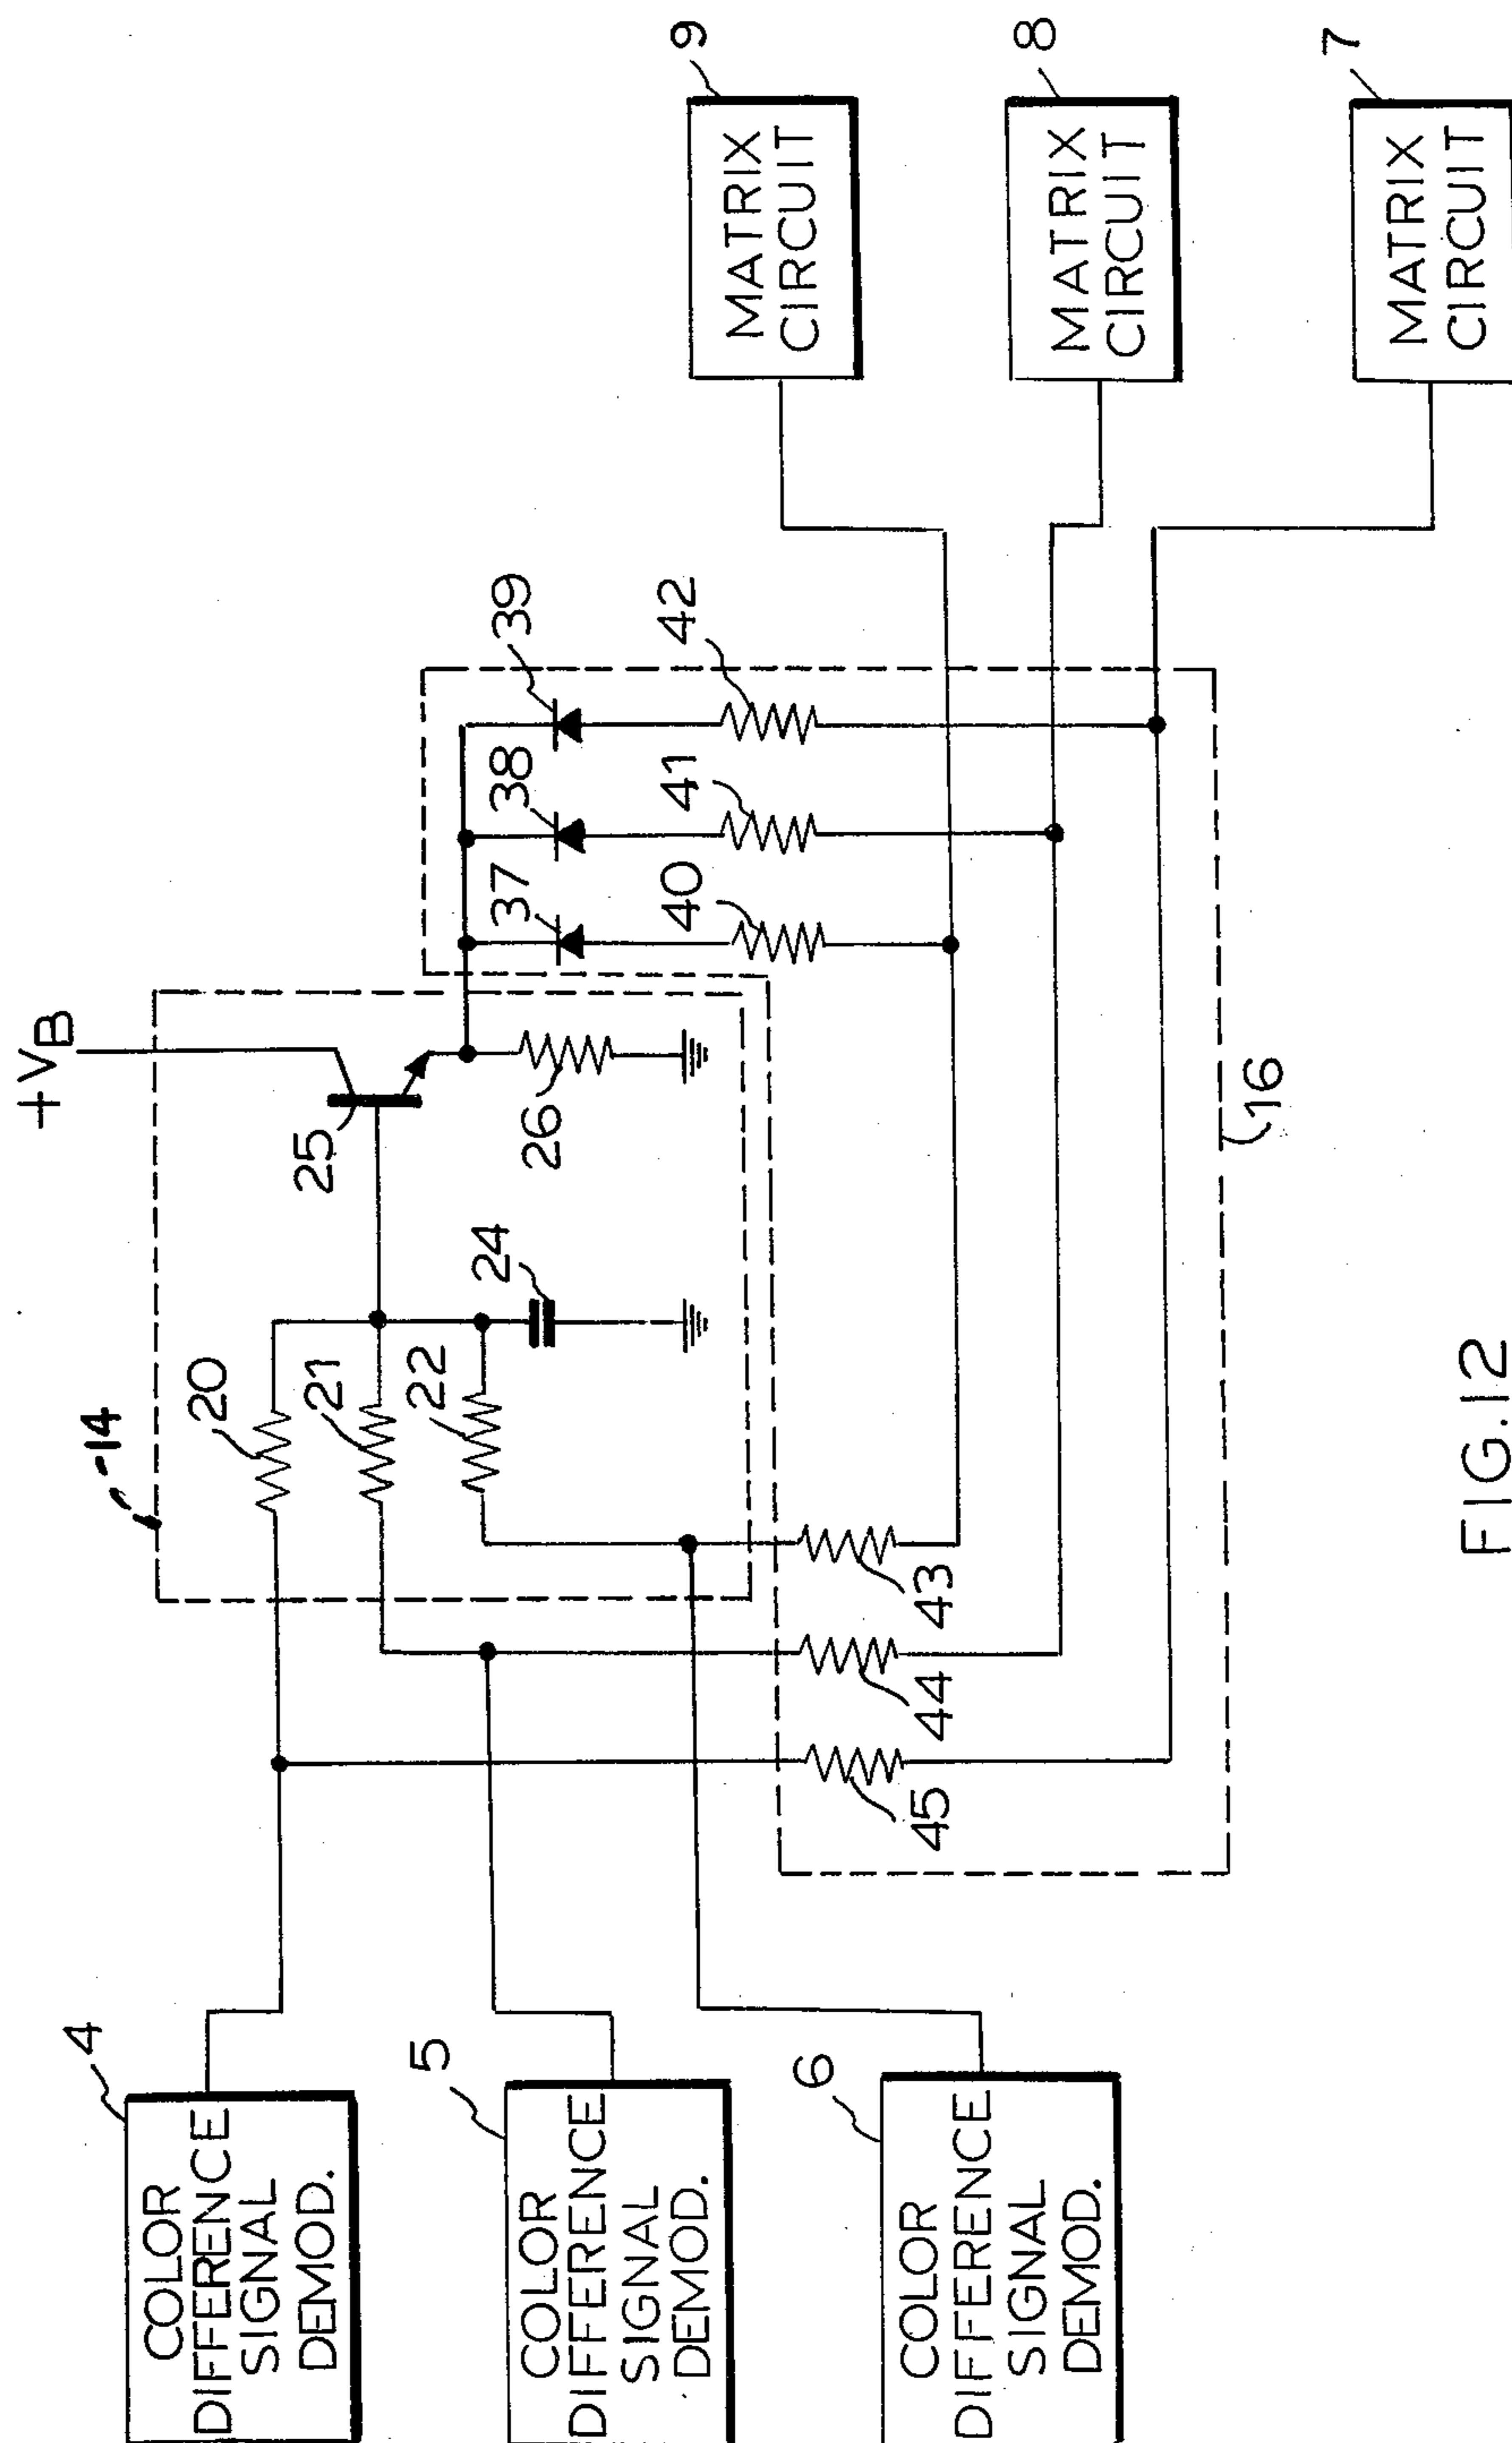 +VB
14
20
21
22
24
25
26
37
38
39
40
41
42
43
44
45
16
4
COLOR
DIFFERENCE
SIGNAL
DEMOD.
5
COLOR
DIFFERENCE
SIGNAL
DEMOD.
6
COLOR
DIFFERENCE
SIGNAL
DEMOD.
9
MATRIX
CIRCUIT
8
MATRIX
CIRCUIT
7
MATRIX
CIRCUIT
FIG.12